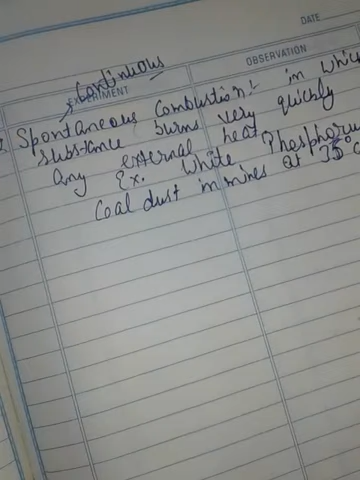 DATE
Continuous
EXPERIMENT
OBSERVATION
Spontaneous Combustion:- in which
substance burns very quickly
any external heat.
Ex. White Phosphorus
Coal dust in mines at 35°C